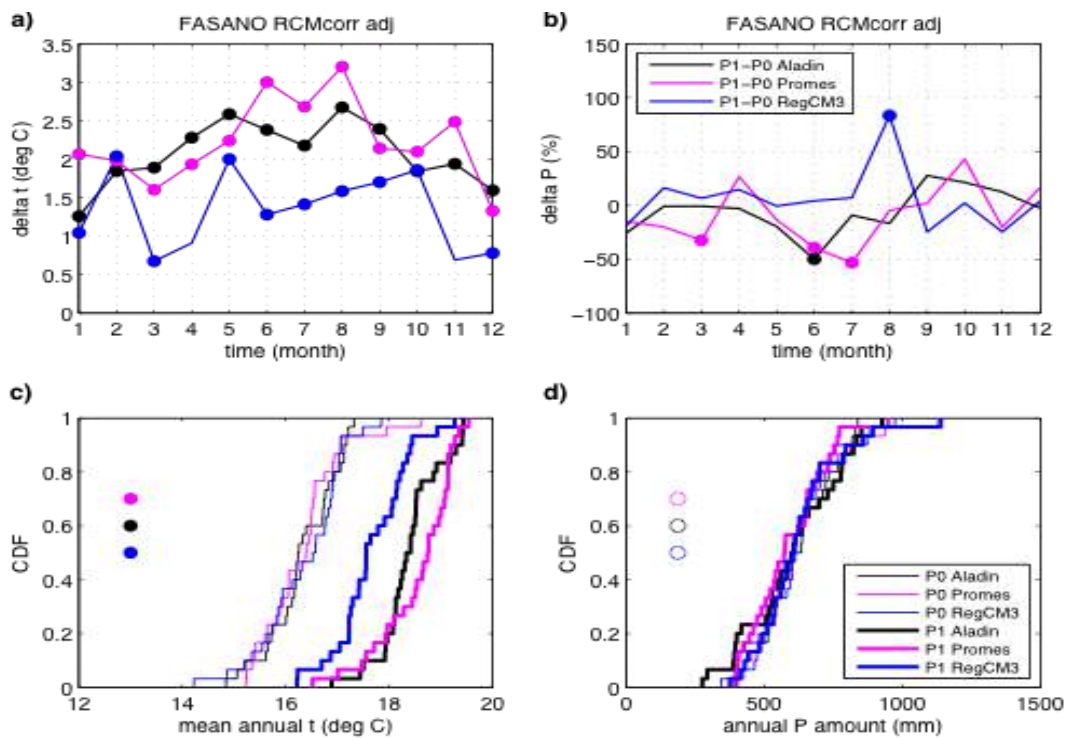 a)
FASANO RCMcorr adj
3.5
3
2.5
2
1.5
1
0.5
0
delta t (deg C)
1 2 3 4 5 6 7 8 9 10 11 12
time (month)
b)
FASANO RCMcorr adj
150
100
50
0
−50
−100
delta P (%)
P1−P0 Aladin
P1−P0 Promes
P1−P0 RegCM3
1 2 3 4 5 6 7 8 9 10 11 12
time (month)
c)
1
0.8
0.6
0.4
0.2
0
CDF
12 14 16 18 20
mean annual t (deg C)
d)
1
0.8
0.6
0.4
0.2
0
CDF
P0 Aladin
P0 Promes
P0 RegCM3
P1 Aladin
P1 Promes
P1 RegCM3
0 500 1000 1500
annual P amount (mm)